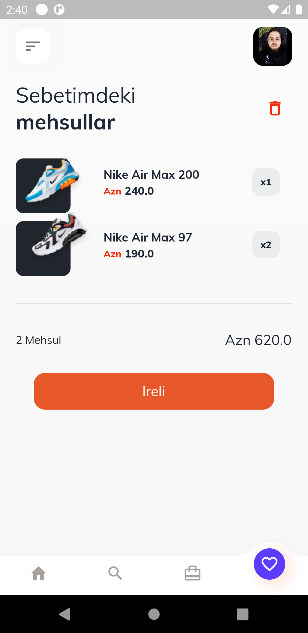 2:40
Sebetimdeki
mehsullar
Nike Air Max 200
Azn 240.0
x1
Nike Air Max 97
Azn 190.0
x2
2 Mehsul
Azn 620.0
Ireli